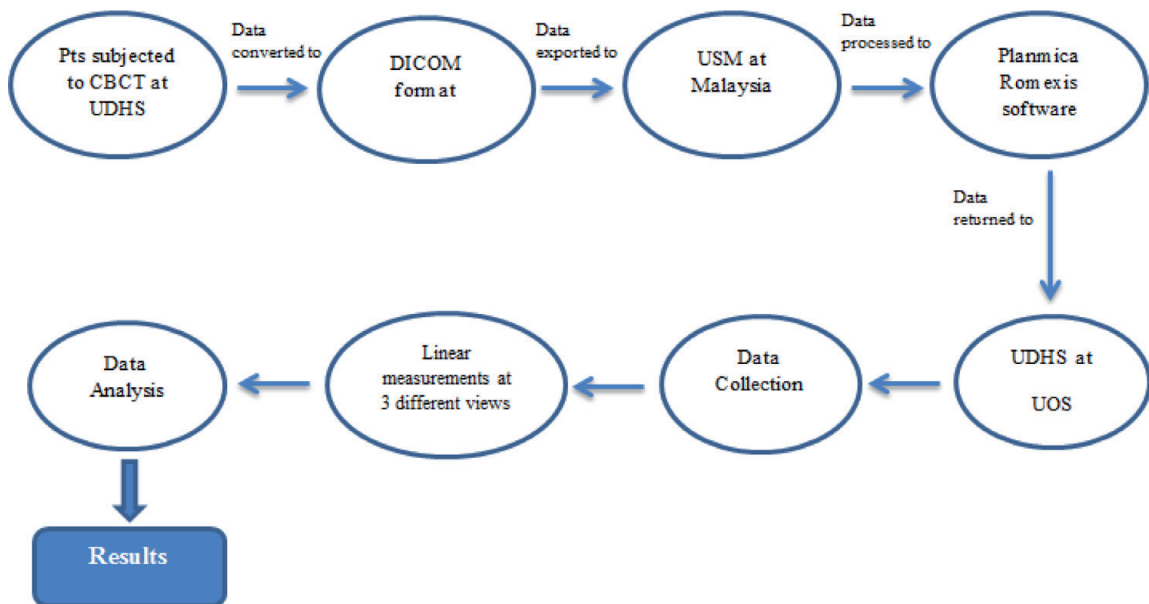 Pts subjected
to CBCT at
UDHS
Data
converted to
DICOM
format
Data
exported to
USM at
Malaysia
Data
processed to
Planmica
Romexis
software
Data
returned to
UDHS at
UOS
Data
Collection
Linear
measurements at
3 different views
Data
Analysis
Results